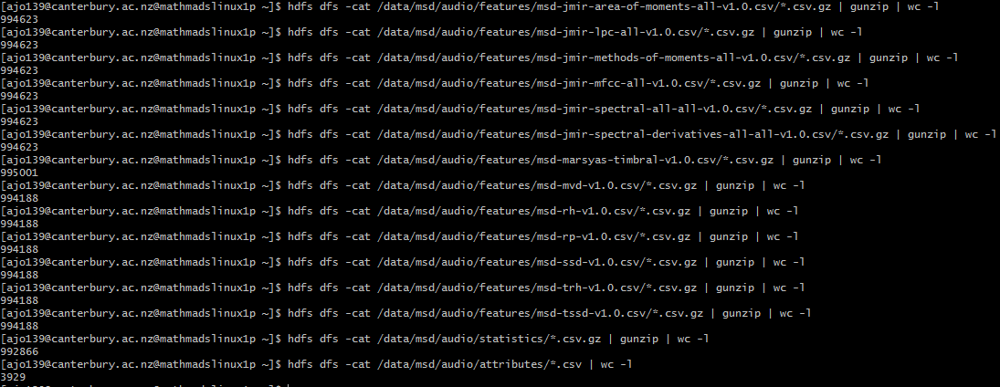 [ajo139@canterbury.ac.nz@mathmadslinux1p ~]$ hdfs dfs -cat /data/msd/audio/features/msd-jmir-area-of-moments-all-v1.0.csv/*.csv.gz | gunzip | wc -l
994623
[ajo139@canterbury.ac.nz@mathmadslinux1p ~]$ hdfs dfs -cat /data/msd/audio/features/msd-jmir-lpc-all-v1.0.csv/*.csv.gz | gunzip | wc -l
994623
[ajo139@canterbury.ac.nz@mathmadslinux1p ~]$ hdfs dfs -cat /data/msd/audio/features/msd-jmir-methods-of-moments-all-v1.0.csv/*.csv.gz | gunzip | wc -l
994623
[ajo139@canterbury.ac.nz@mathmadslinux1p ~]$ hdfs dfs -cat /data/msd/audio/features/msd-jmir-mfcc-all-v1.0.csv/*.csv.gz | gunzip | wc -l
994623
[ajo139@canterbury.ac.nz@mathmadslinux1p ~]$ hdfs dfs -cat /data/msd/audio/features/msd-jmir-spectral-all-all-v1.0.csv/*.csv.gz | gunzip | wc -l
994623
[ajo139@canterbury.ac.nz@mathmadslinux1p ~]$ hdfs dfs -cat /data/msd/audio/features/msd-jmir-spectral-derivatives-all-all-v1.0.csv/*.csv.gz | gunzip | wc -l
994623
[ajo139@canterbury.ac.nz@mathmadslinux1p ~]$ hdfs dfs -cat /data/msd/audio/features/msd-marsyas-timbral-v1.0.csv/*.csv.gz | gunzip | wc -l
995001
[ajo139@canterbury.ac.nz@mathmadslinux1p ~]$ hdfs dfs -cat /data/msd/audio/features/msd-mvd-v1.0.csv/*.csv.gz | gunzip | wc -l
994188
[ajo139@canterbury.ac.nz@mathmadslinux1p ~]$ hdfs dfs -cat /data/msd/audio/features/msd-rh-v1.0.csv/*.csv.gz | gunzip | wc -l
994188
[ajo139@canterbury.ac.nz@mathmadslinux1p ~]$ hdfs dfs -cat /data/msd/audio/features/msd-rp-v1.0.csv/*.csv.gz | gunzip | wc -l
994188
[ajo139@canterbury.ac.nz@mathmadslinux1p ~]$ hdfs dfs -cat /data/msd/audio/features/msd-ssd-v1.0.csv/*.csv.gz | gunzip | wc -l
994188
[ajo139@canterbury.ac.nz@mathmadslinux1p ~]$ hdfs dfs -cat /data/msd/audio/features/msd-trh-v1.0.csv/*.csv.gz | gunzip | wc -l
994188
[ajo139@canterbury.ac.nz@mathmadslinux1p ~]$ hdfs dfs -cat /data/msd/audio/features/msd-tssd-v1.0.csv/*.csv.gz | gunzip | wc -l
994188
[ajo139@canterbury.ac.nz@mathmadslinux1p ~]$ hdfs dfs -cat /data/msd/audio/statistics/*.csv.gz | gunzip | wc -l
992866
[ajo139@canterbury.ac.nz@mathmadslinux1p ~]$ hdfs dfs -cat /data/msd/audio/attributes/*.csv | wc -l
3929